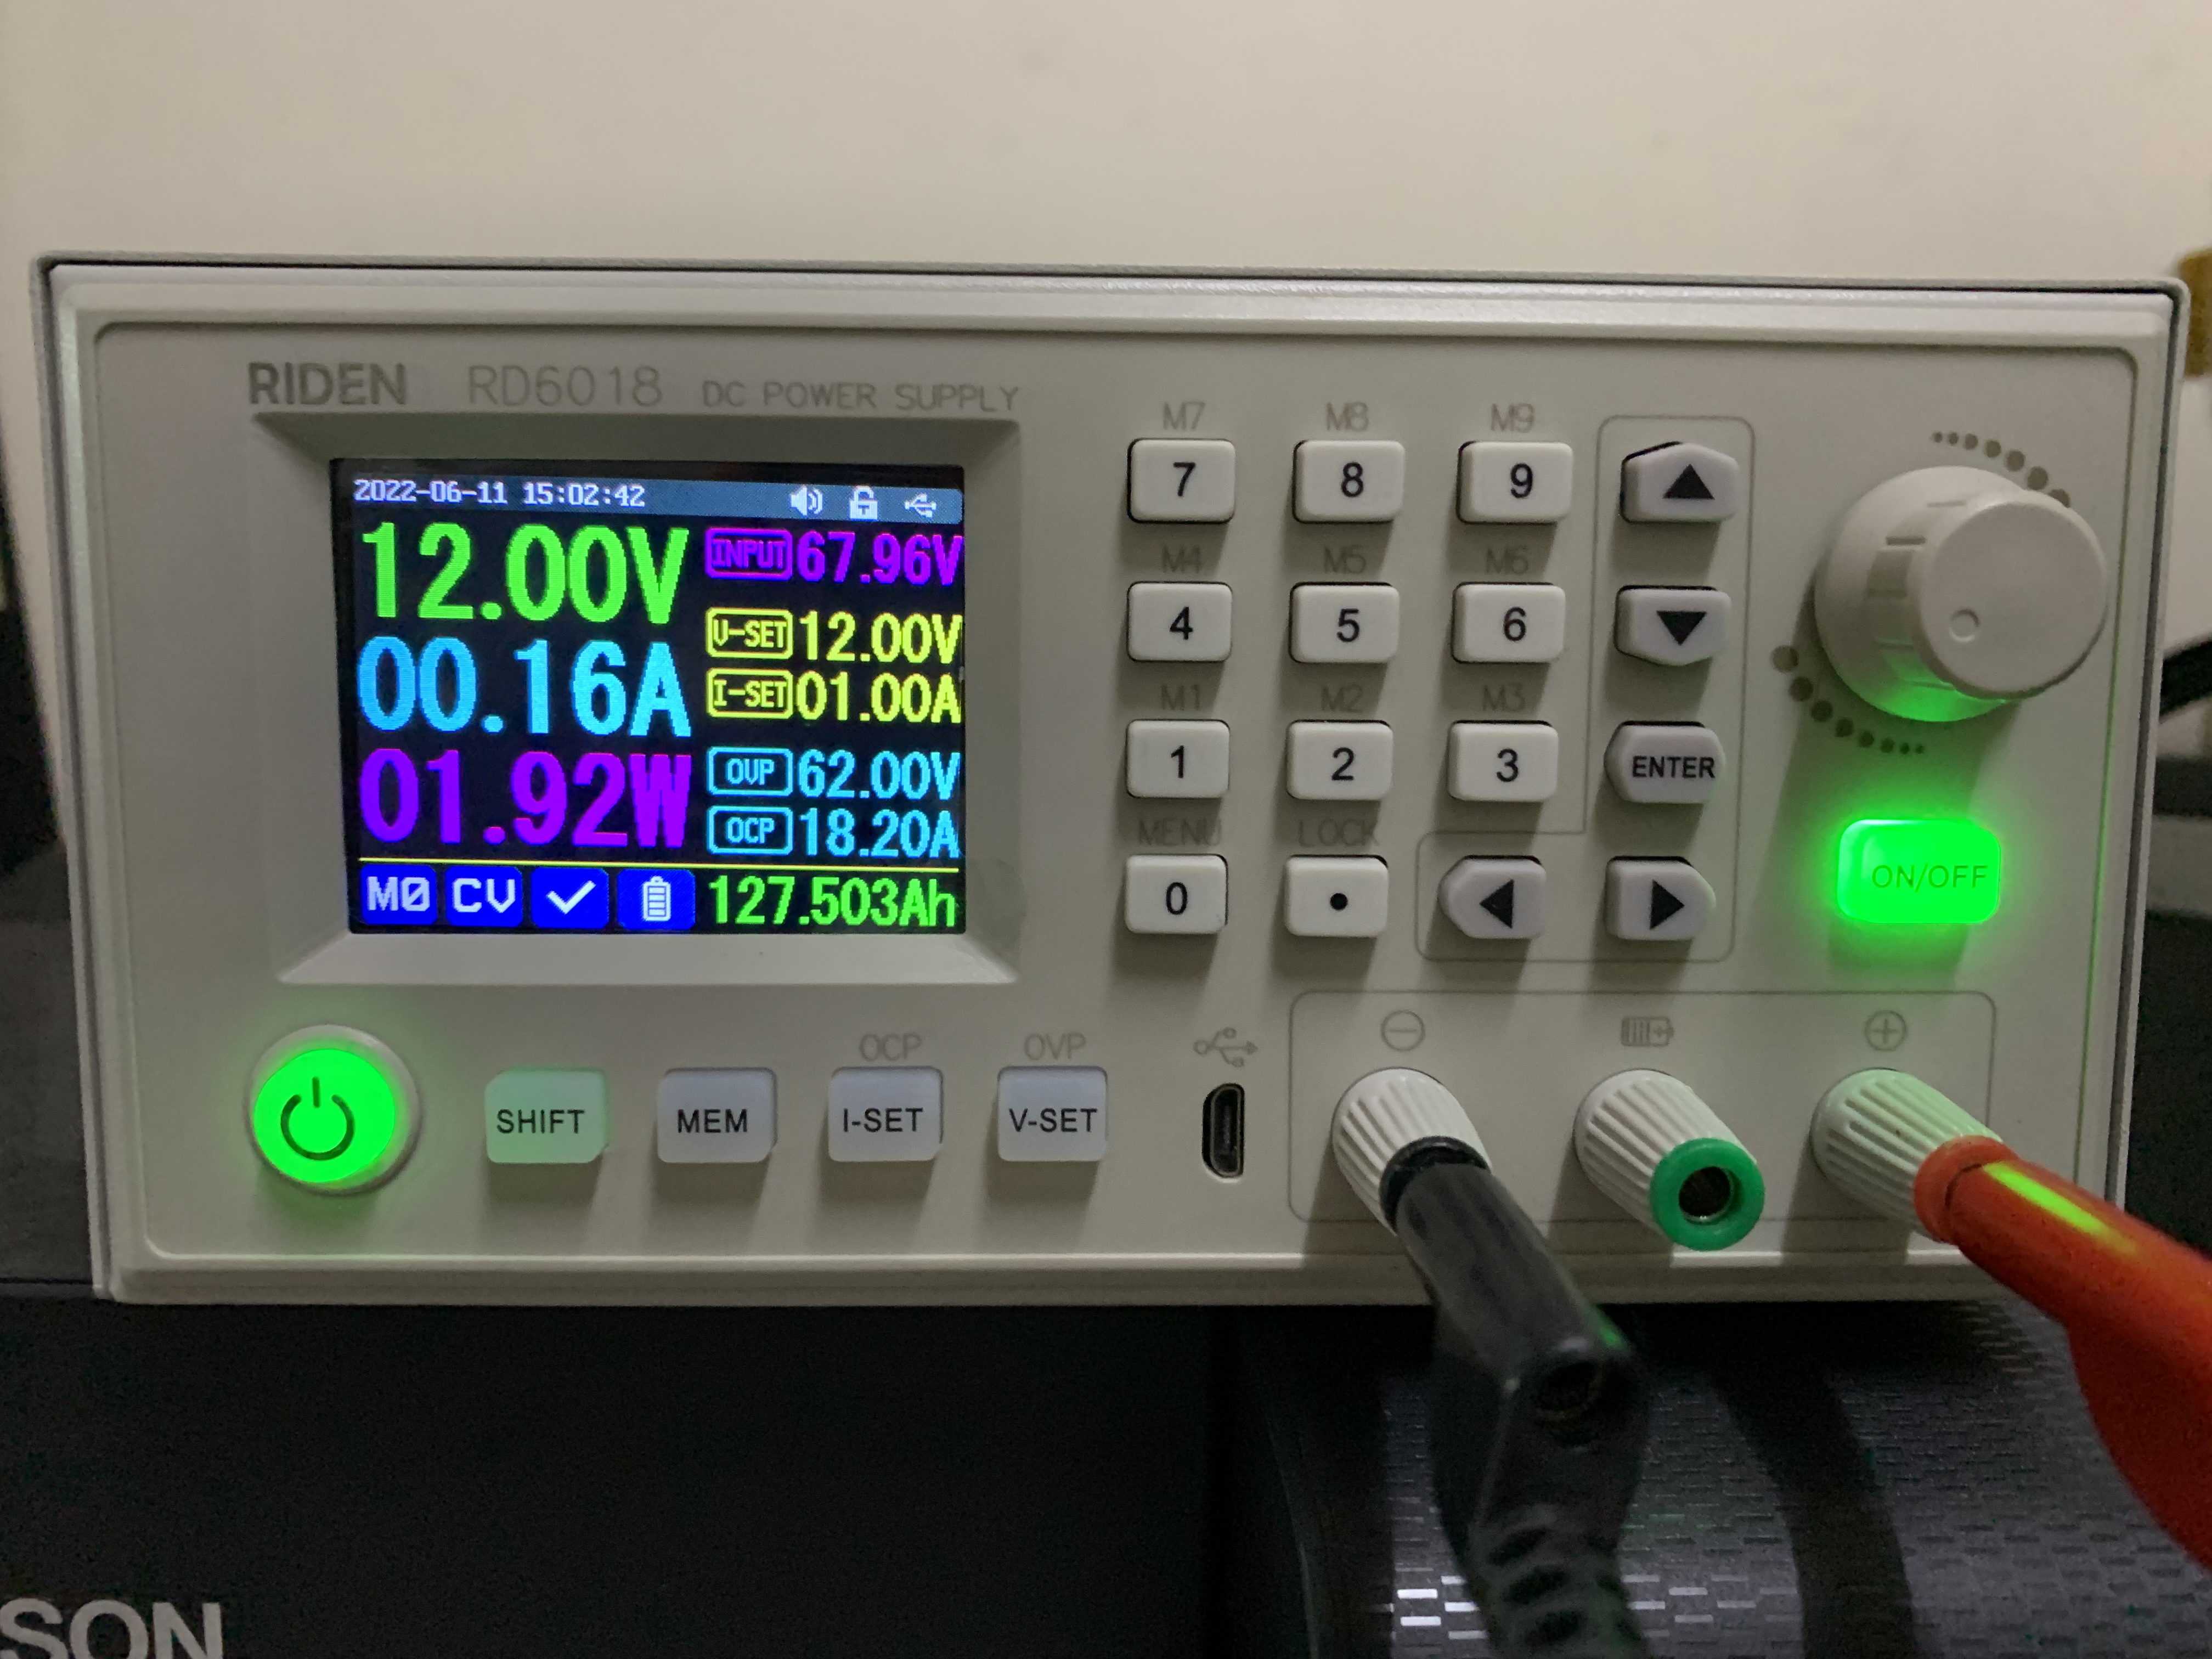 RIDEN RD6018 DC POWER SUPPLY
2022-06-11 15:02:42
12.00V
00.16A
01.92W
INPUT 67.96V
V-SET 12.00V
I-SET 01.00A
OVP 62.00V
OCP 18.20A
M0 CV 127.503Ah
M7 M8 M9
7 8 9
M4 M5 M6
4 5 6
M1 M2 M3
1 2 3 ENTER
MENU LOCK
0 •
ON/OFF
OCP OVP
SHIFT MEM I-SET V-SET
SON